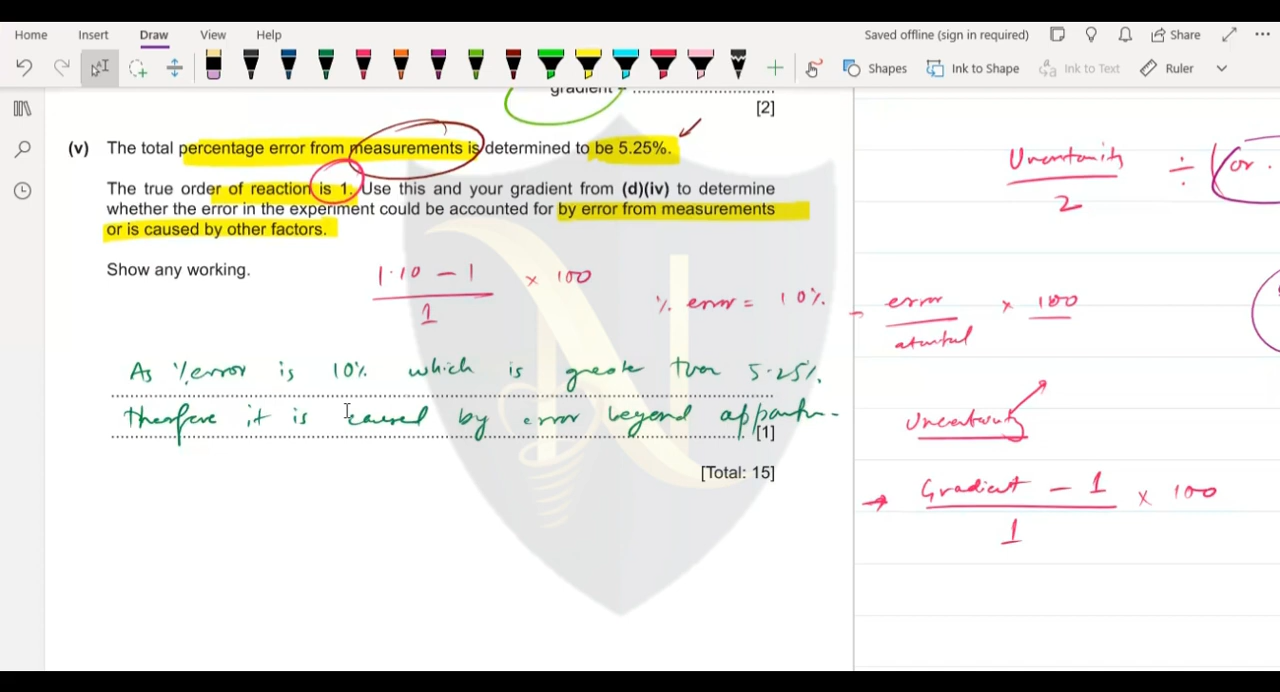 Home Insert Draw View Help
Saved offline (sign in required) Share
Shapes Ink to Shape Ink to Text Ruler
gradient = ........................
[2]
(v) The total percentage error from measurements is determined to be 5.25%.
The true order of reaction is 1. Use this and your gradient from (d)(iv) to determine
whether the error in the experiment could be accounted for by error from measurements
or is caused by other factors.
Show any working.
1.10 - 1
1
× 100
% error = 10%.
As % error is 10% which is greate than 5.25%.
Therefore it is caused by error beyond
[1]
[Total: 15]
Uncertainity
2
÷ (or.
error
× 100
Uncertainity
→ Gradient - 1
1
× 100